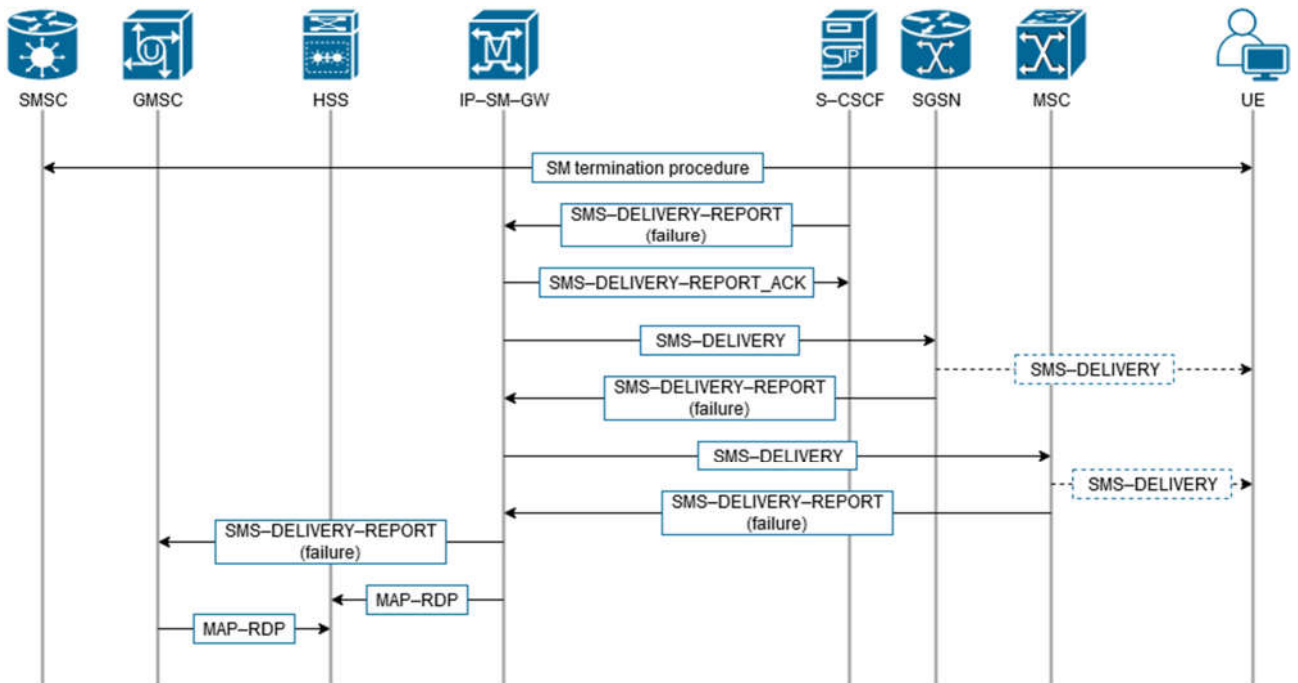 SMSC GMSC HSS IP–SM–GW S–CSCF SGSN MSC UE
SM termination procedure
SMS–DELIVERY–REPORT
(failure)
SMS–DELIVERY–REPORT_ACK
SMS–DELIVERY
SMS–DELIVERY
SMS–DELIVERY–REPORT
(failure)
SMS–DELIVERY
SMS–DELIVERY
SMS–DELIVERY–REPORT
(failure)
SMS–DELIVERY–REPORT
(failure)
MAP–RDP
MAP–RDP
U
M
SIP